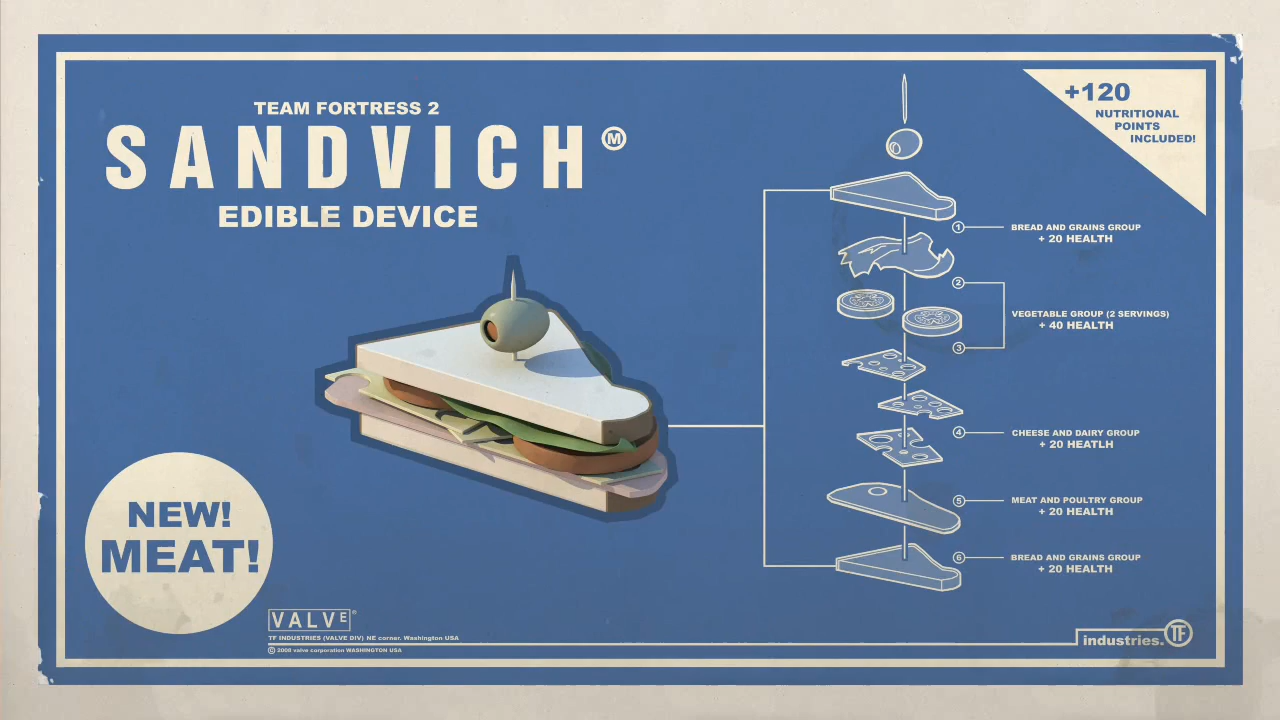 TEAM FORTRESS 2
SANDVICH Ⓜ
EDIBLE DEVICE
+120
NUTRITIONAL
POINTS
INCLUDED!
1
BREAD AND GRAINS GROUP
+ 20 HEALTH
2
VEGETABLE GROUP (2 SERVINGS)
+ 40 HEALTH
3
4
CHEESE AND DAIRY GROUP
+ 20 HEATLH
5
MEAT AND POULTRY GROUP
+ 20 HEALTH
6
BREAD AND GRAINS GROUP
+ 20 HEALTH
NEW!
MEAT!
VALVE®
TF INDUSTRIES (VALVE DIV) NE corner. Washington USA
© 2008 valve corporation WASHINGTON USA
industries. TF